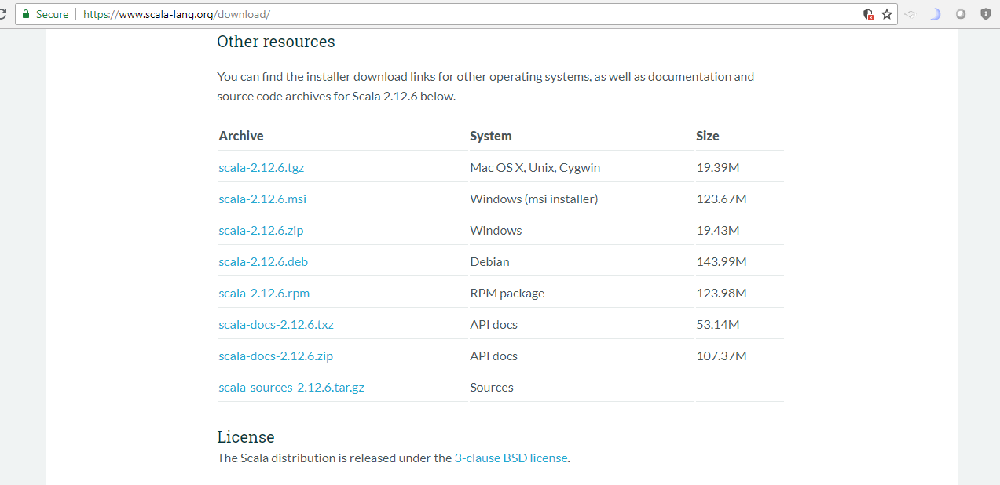 Secure https://www.scala-lang.org/download/
Other resources
You can find the installer download links for other operating systems, as well as documentation and
source code archives for Scala 2.12.6 below.
Archive System Size
scala-2.12.6.tgz Mac OS X, Unix, Cygwin 19.39M
scala-2.12.6.msi Windows (msi installer) 123.67M
scala-2.12.6.zip Windows 19.43M
scala-2.12.6.deb Debian 143.99M
scala-2.12.6.rpm RPM package 123.98M
scala-docs-2.12.6.txz API docs 53.14M
scala-docs-2.12.6.zip API docs 107.37M
scala-sources-2.12.6.tar.gz Sources
License
The Scala distribution is released under the 3-clause BSD license.